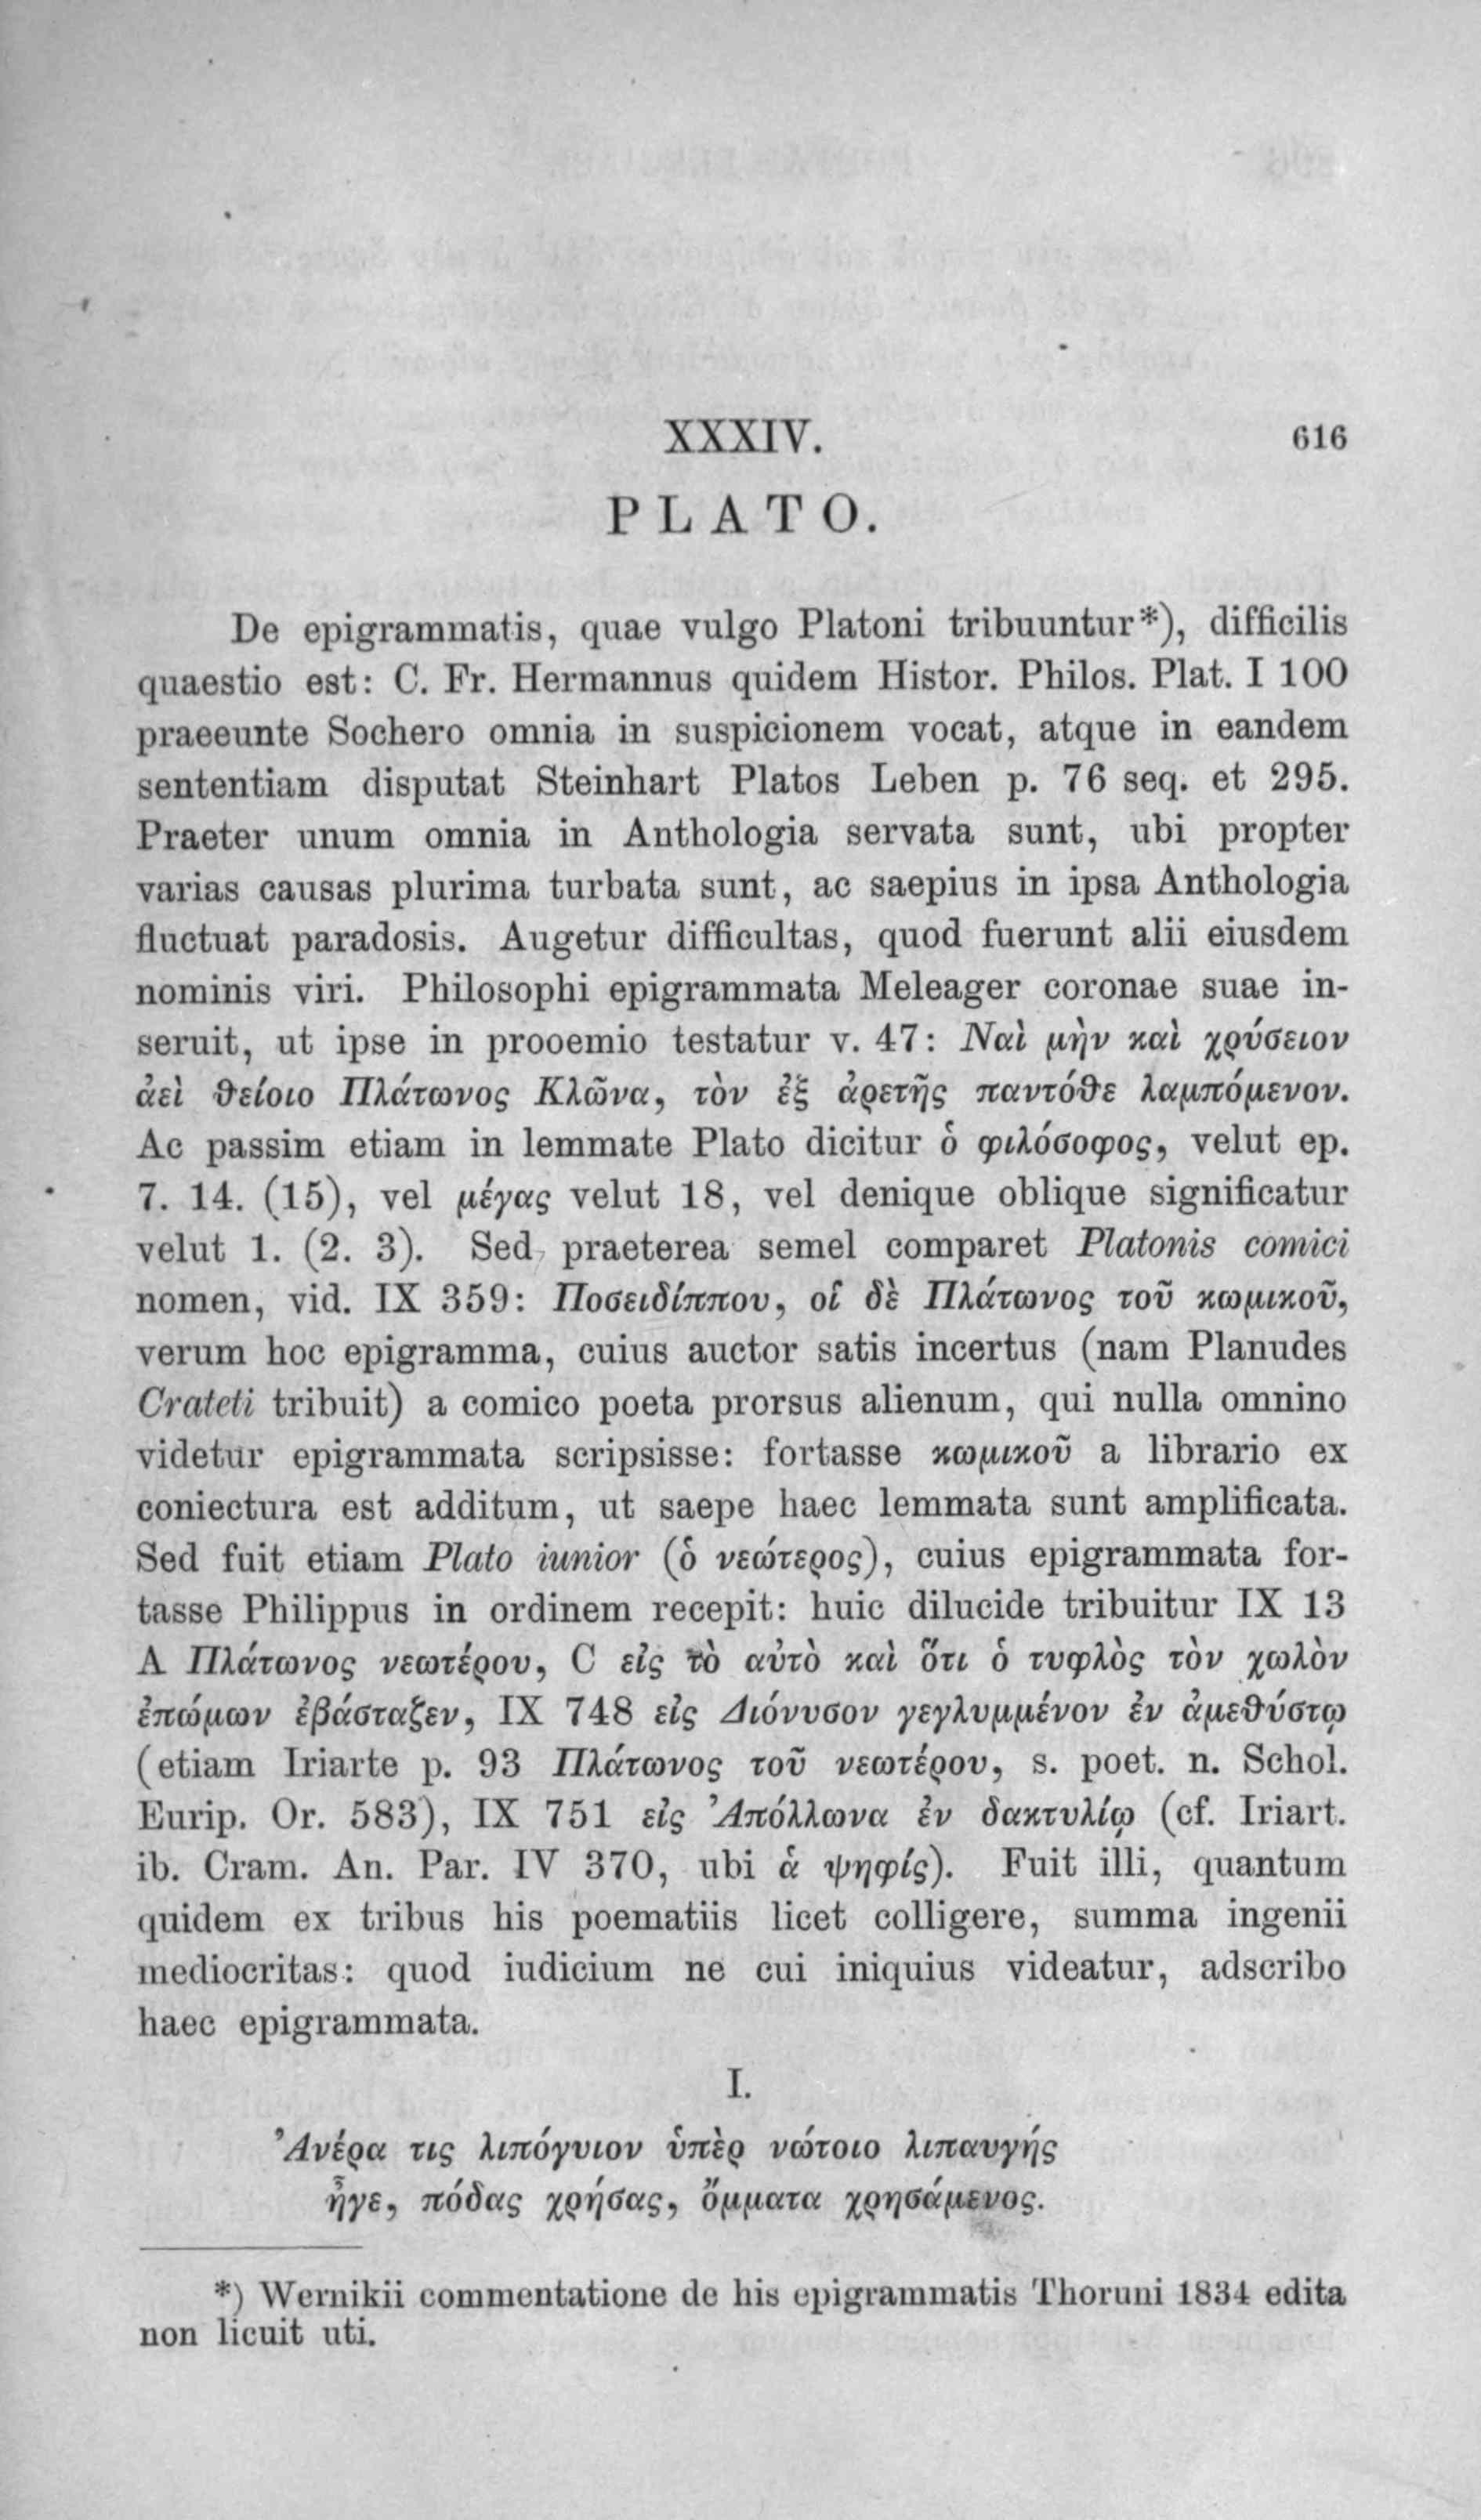 XXXIV. 616
PLATO.
De epigrammatis, quae vulgo Platoni tribuuntur*), difficilis
quaestio est: C. Fr. Hermannus quidem Histor. Philos. Plat. I 100
praeeunte Sochero omnia in suspicionem vocat, atque in eandem
sententiam disputat Steinhart Platos Leben p. 76 seq. et 295.
Praeter unum omnia in Anthologia servata sunt, ubi propter
varias causas plurima turbata sunt, ac saepius in ipsa Anthologia
fluctuat paradosis. Augetur difficultas, quod fuerunt alii eiusdem
nominis viri. Philosophi epigrammata Meleager coronae suae in-
seruit, ut ipse in prooemio testatur v. 47: Ναὶ μὴν καὶ χρύσειον
ἀεὶ θείοιο Πλάτωνος Κλῶνα, τὸν ἐξ ἀρετῆς παντόθε λαμπόμενον.
Ac passim etiam in lemmate Plato dicitur ὁ φιλόσοφος, velut ep.
7. 14. (15), vel μέγας velut 18, vel denique oblique significatur
velut 1. (2. 3). Sed praeterea semel comparet Platonis comici
nomen, vid. IX 359: Ποσειδίππου, οἱ δὲ Πλάτωνος τοῦ κωμικοῦ,
verum hoc epigramma, cuius auctor satis incertus (nam Planudes
Crateti tribuit) a comico poeta prorsus alienum, qui nulla omnino
videtur epigrammata scripsisse: fortasse κωμικοῦ a librario ex
coniectura est additum, ut saepe haec lemmata sunt amplificata.
Sed fuit etiam Plato iunior (ὁ νεώτερος), cuius epigrammata for-
tasse Philippus in ordinem recepit: huic dilucide tribuitur IX 13
A Πλάτωνος νεωτέρου, C εἰς τὸ αὐτὸ καὶ ὅτι ὁ τυφλὸς τὸν χωλὸν
ἐπώμων ἐβάσταζεν, IX 748 εἰς Διόνυσον γεγλυμμένον ἐν ἀμεθύστῳ
(etiam Iriarte p. 93 Πλάτωνος τοῦ νεωτέρου, s. poet. n. Schol.
Eurip. Or. 583), IX 751 εἰς Ἀπόλλωνα ἐν δακτυλίῳ (cf. Iriart.
ib. Cram. An. Par. IV 370, ubi ἁ ψηφίς). Fuit illi, quantum
quidem ex tribus his poematiis licet colligere, summa ingenii
mediocritas: quod iudicium ne cui iniquius videatur, adscribo
haec epigrammata.
I.
Ἀνέρα τις λιπόγυιον ὑπὲρ νώτοιο λιπαυγής
ἦγε, πόδας χρήσας, ὄμματα χρησάμενος.
*) Wernikii commentatione de his epigrammatis Thoruni 1834 edita
non licuit uti.